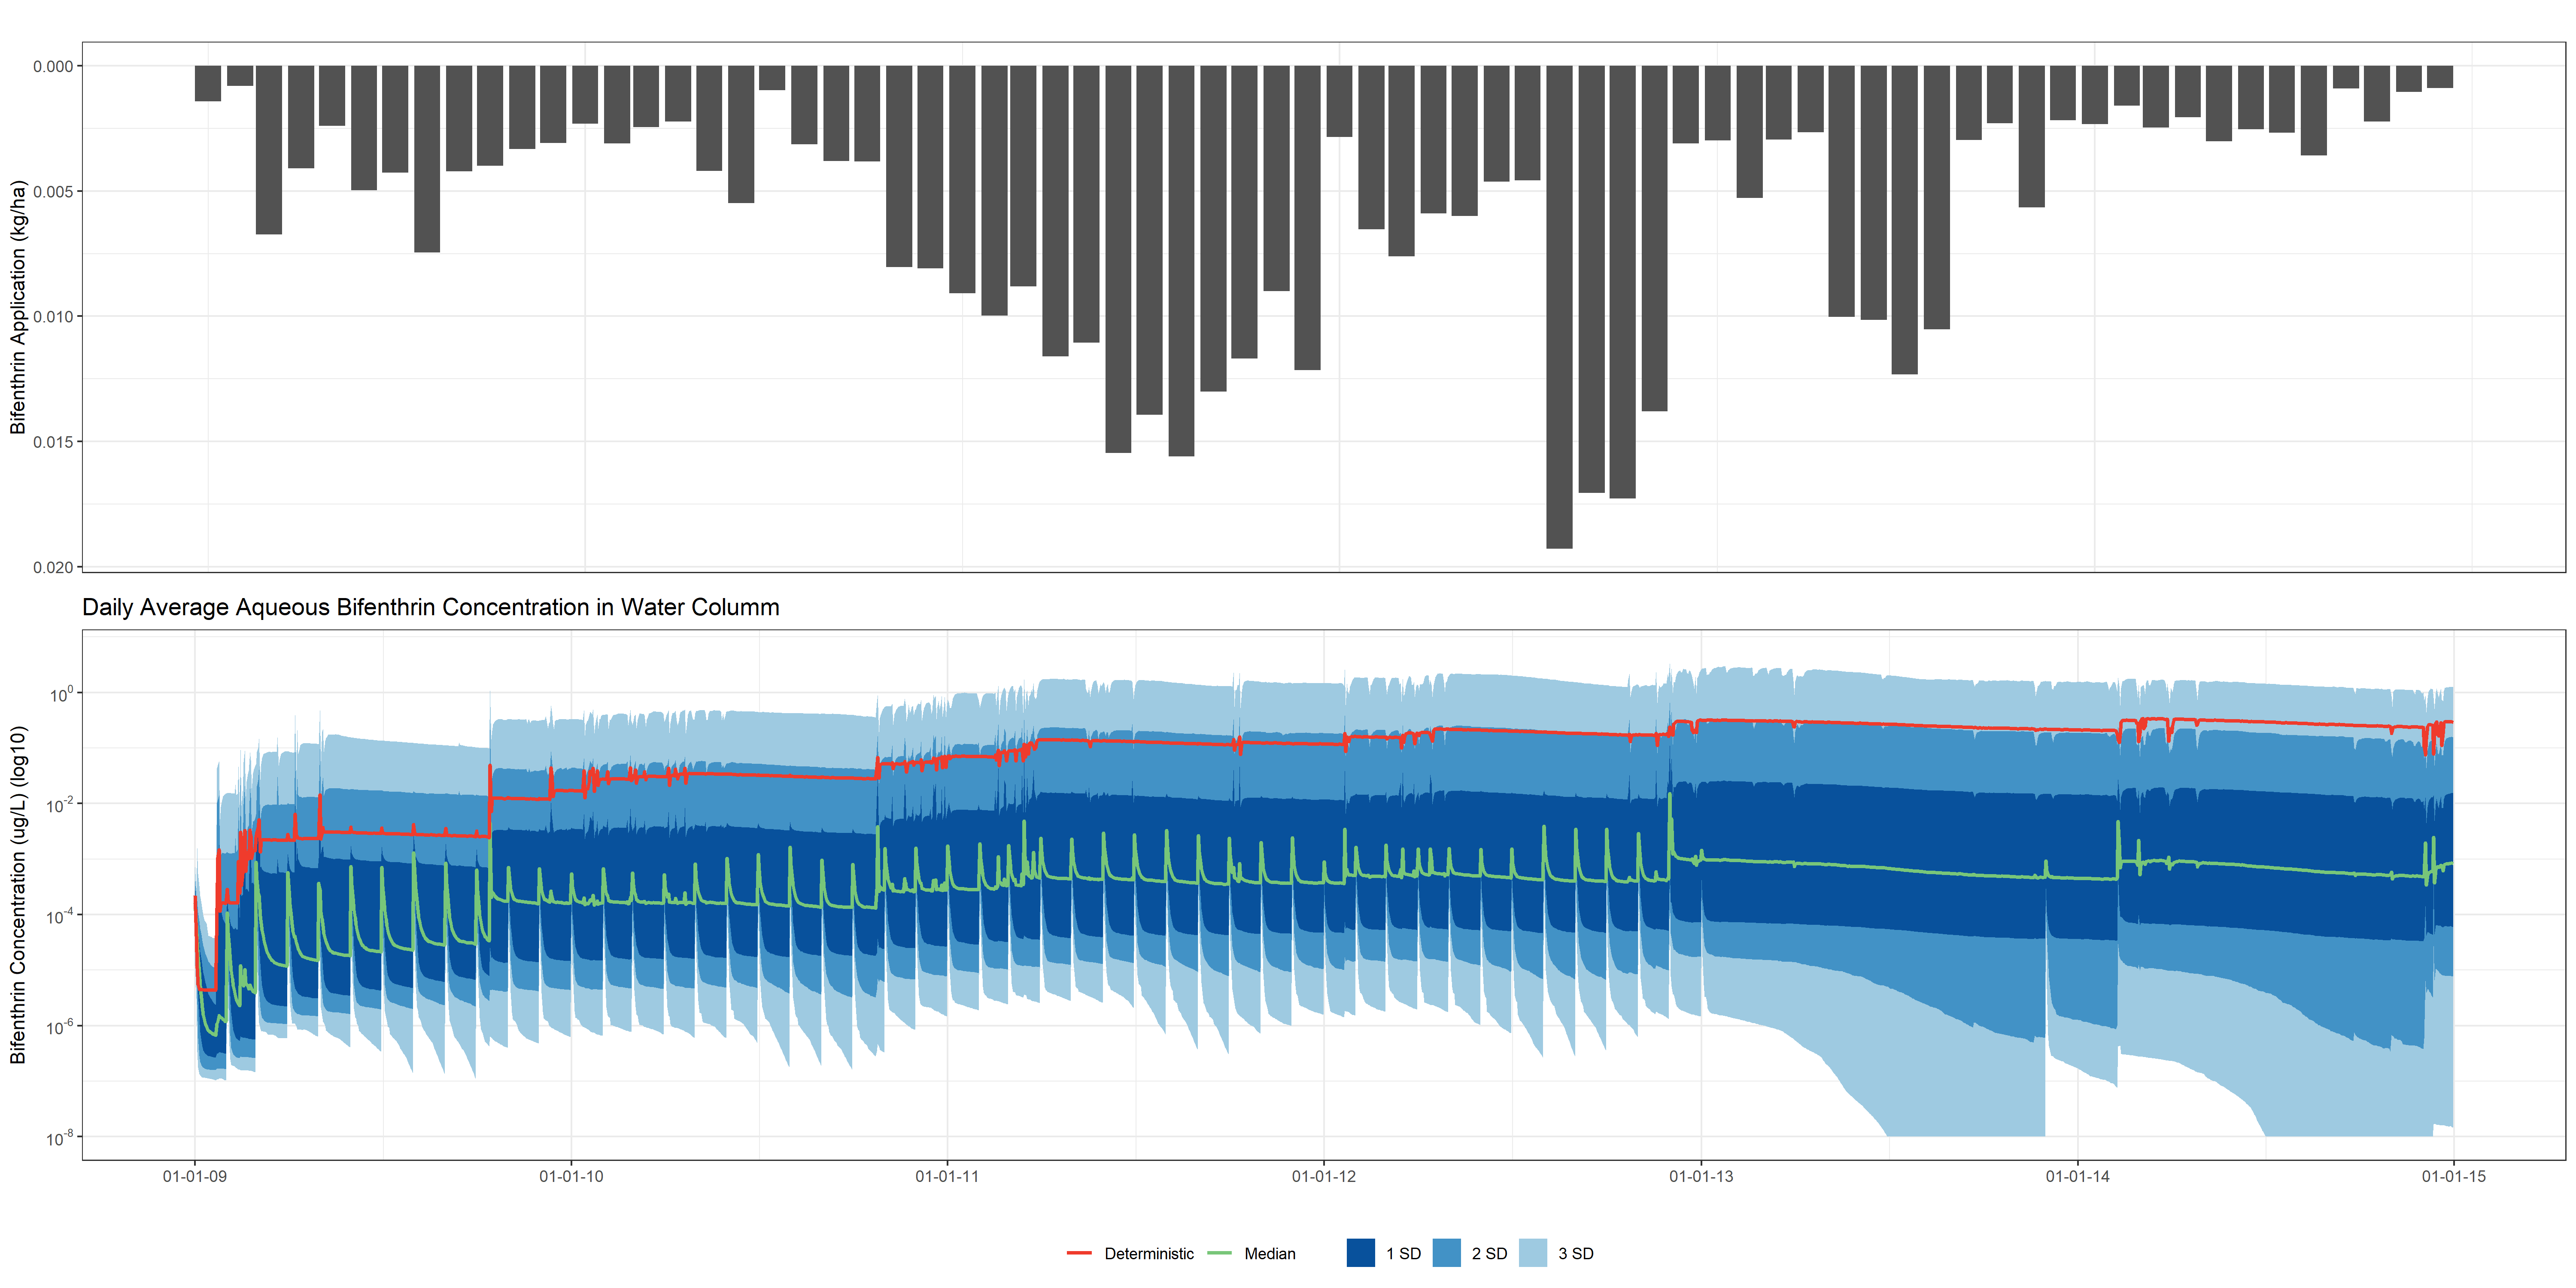 Bifenthrin Application (kg/ha)
0.000
0.005
0.010
0.015
0.020
Daily Average Aqueous Bifenthrin Concentration in Water Columm
Bifenthrin Concentration (ug/L) (log10)
10^0
10^-2
10^-4
10^-6
10^-8
01-01-09 01-01-10 01-01-11 01-01-12 01-01-13 01-01-14 01-01-15
Deterministic Median 1 SD 2 SD 3 SD